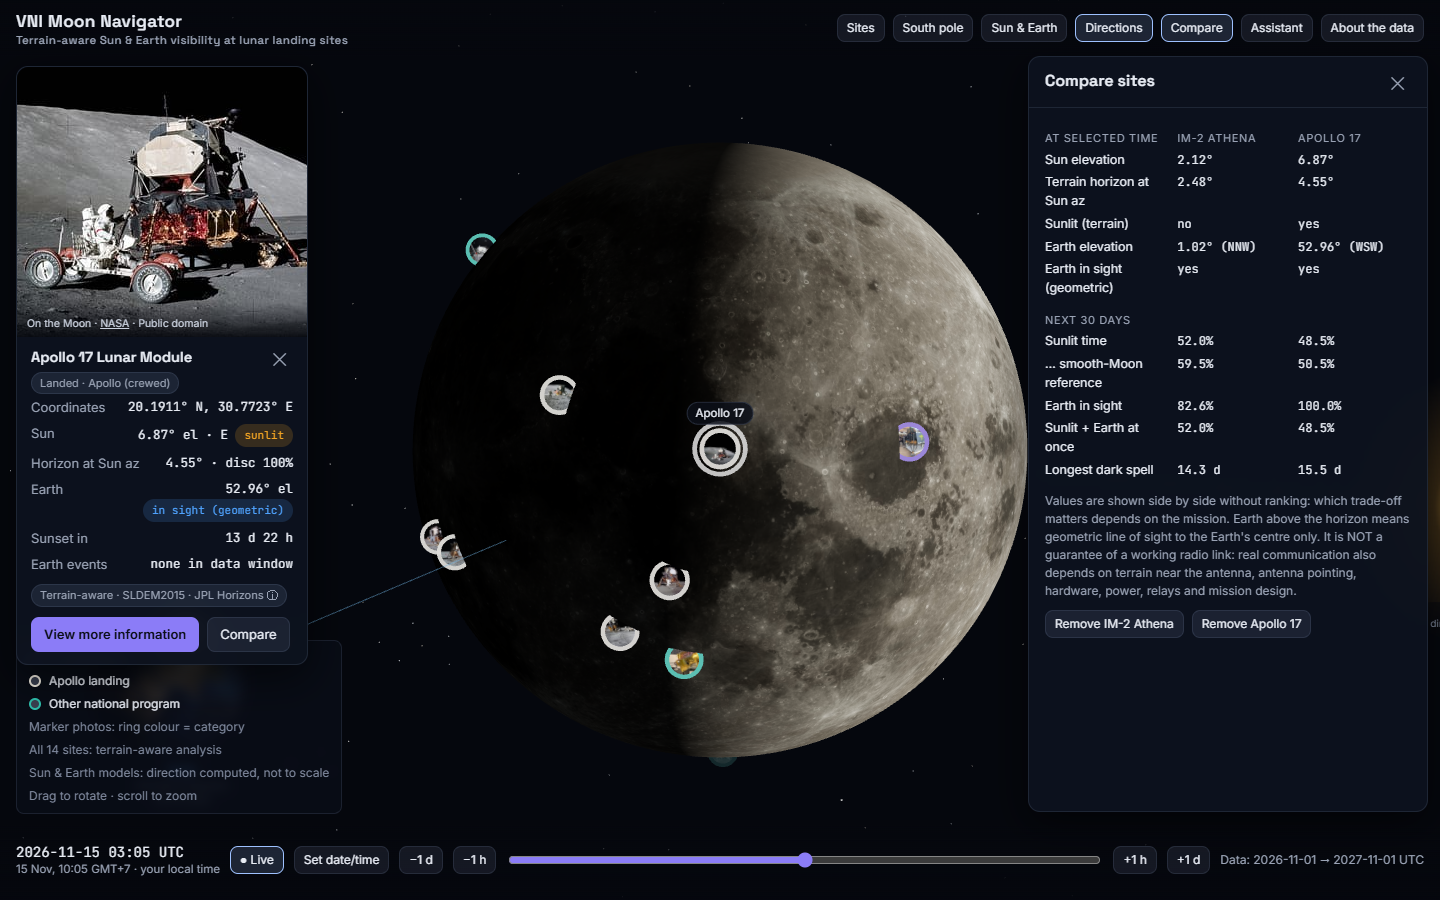 VNI Moon Navigator
Terrain-aware Sun & Earth visibility at lunar landing sites
Sites
South pole
Sun & Earth
Directions
Compare
Assistant
About the data
On the Moon · NASA · Public domain
Apollo 17 Lunar Module
Landed · Apollo (crewed)
Coordinates 20.1911° N, 30.7723° E
Sun 6.87° el · E sunlit
Horizon at Sun az 4.55° · disc 100%
Earth 52.96° el
in sight (geometric)
Sunset in 13 d 22 h
Earth events none in data window
Terrain-aware · SLDEM2015 · JPL Horizons ⓘ
View more information
Compare
Apollo landing
Other national program
Marker photos: ring colour = category
All 14 sites: terrain-aware analysis
Sun & Earth models: direction computed, not to scale
Drag to rotate · scroll to zoom
Apollo 17
Compare sites
AT SELECTED TIME IM-2 ATHENA APOLLO 17
Sun elevation 2.12° 6.87°
Terrain horizon at 2.48° 4.55°
Sun az
Sunlit (terrain) no yes
Earth elevation 1.02° (NNW) 52.96° (WSW)
Earth in sight yes yes
(geometric)
NEXT 30 DAYS
Sunlit time 52.0% 48.5%
... smooth-Moon 59.5% 50.5%
reference
Earth in sight 82.6% 100.0%
Sunlit + Earth at 52.0% 48.5%
once
Longest dark spell 14.3 d 15.5 d
Values are shown side by side without ranking: which trade-off
matters depends on the mission. Earth above the horizon means
geometric line of sight to the Earth's centre only. It is NOT a
guarantee of a working radio link: real communication also
depends on terrain near the antenna, antenna pointing,
hardware, power, relays and mission design.
Remove IM-2 Athena
Remove Apollo 17
2026-11-15 03:05 UTC
15 Nov, 10:05 GMT+7 · your local time
● Live
Set date/time
−1 d
−1 h
+1 h
+1 d
Data: 2026-11-01 → 2027-11-01 UTC